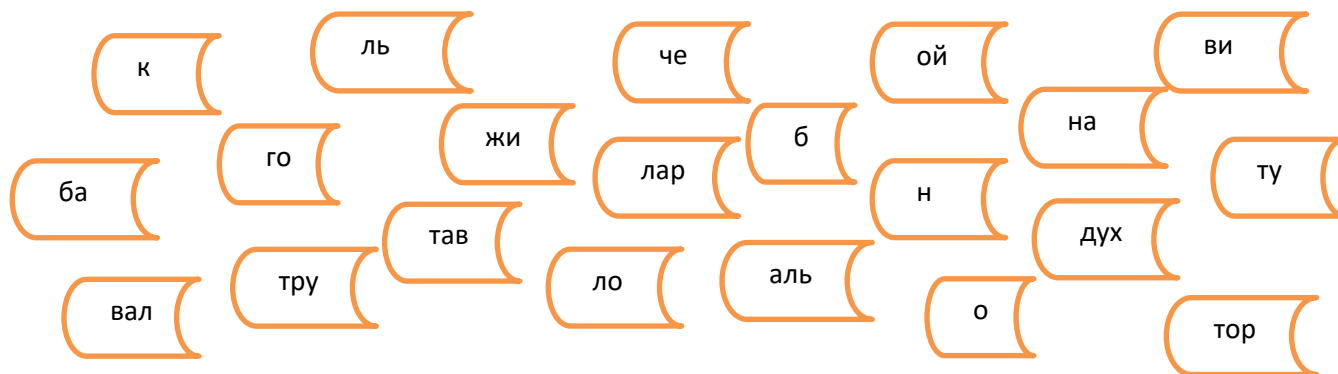 к
ль
че
ой
ви
го
жи
лар
б
на
ба
тав
н
дух
ту
вал
тру
ло
аль
о
тор